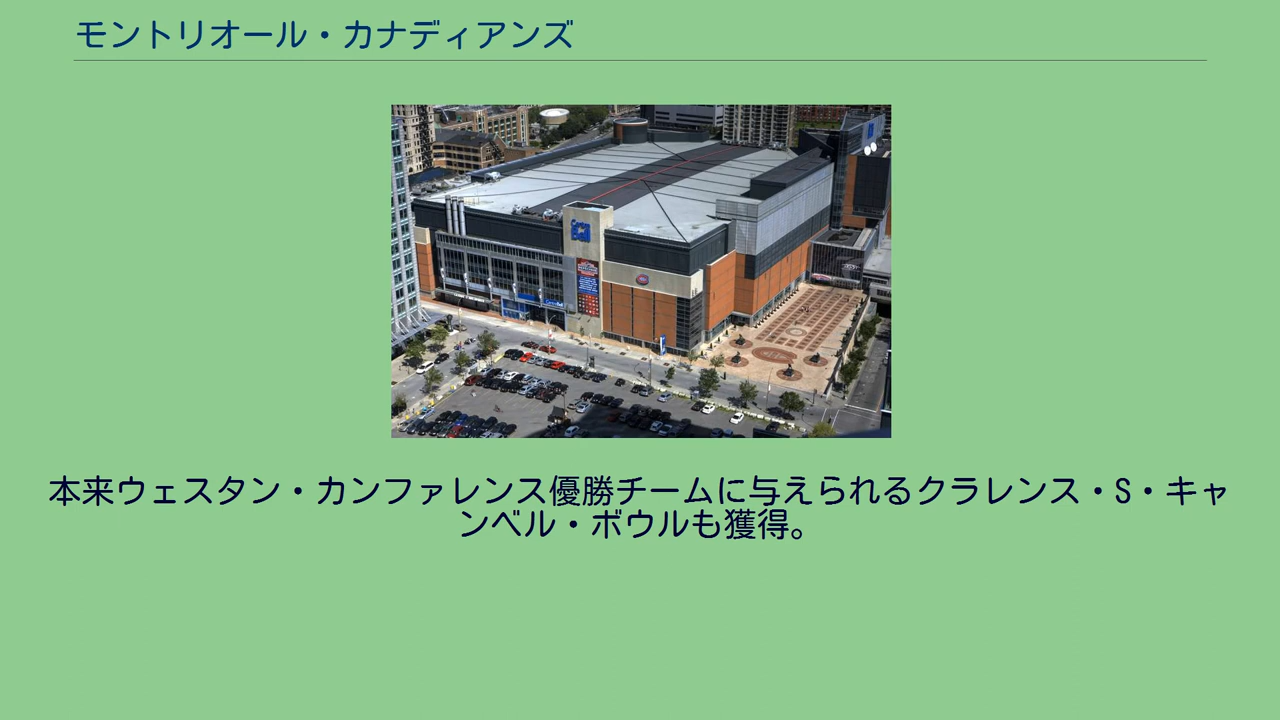 モントリオール・カナディアンズ
本来ウェスタン・カンファレンス優勝チームに与えられるクラレンス・S・キャ
ンベル・ボウルも獲得。